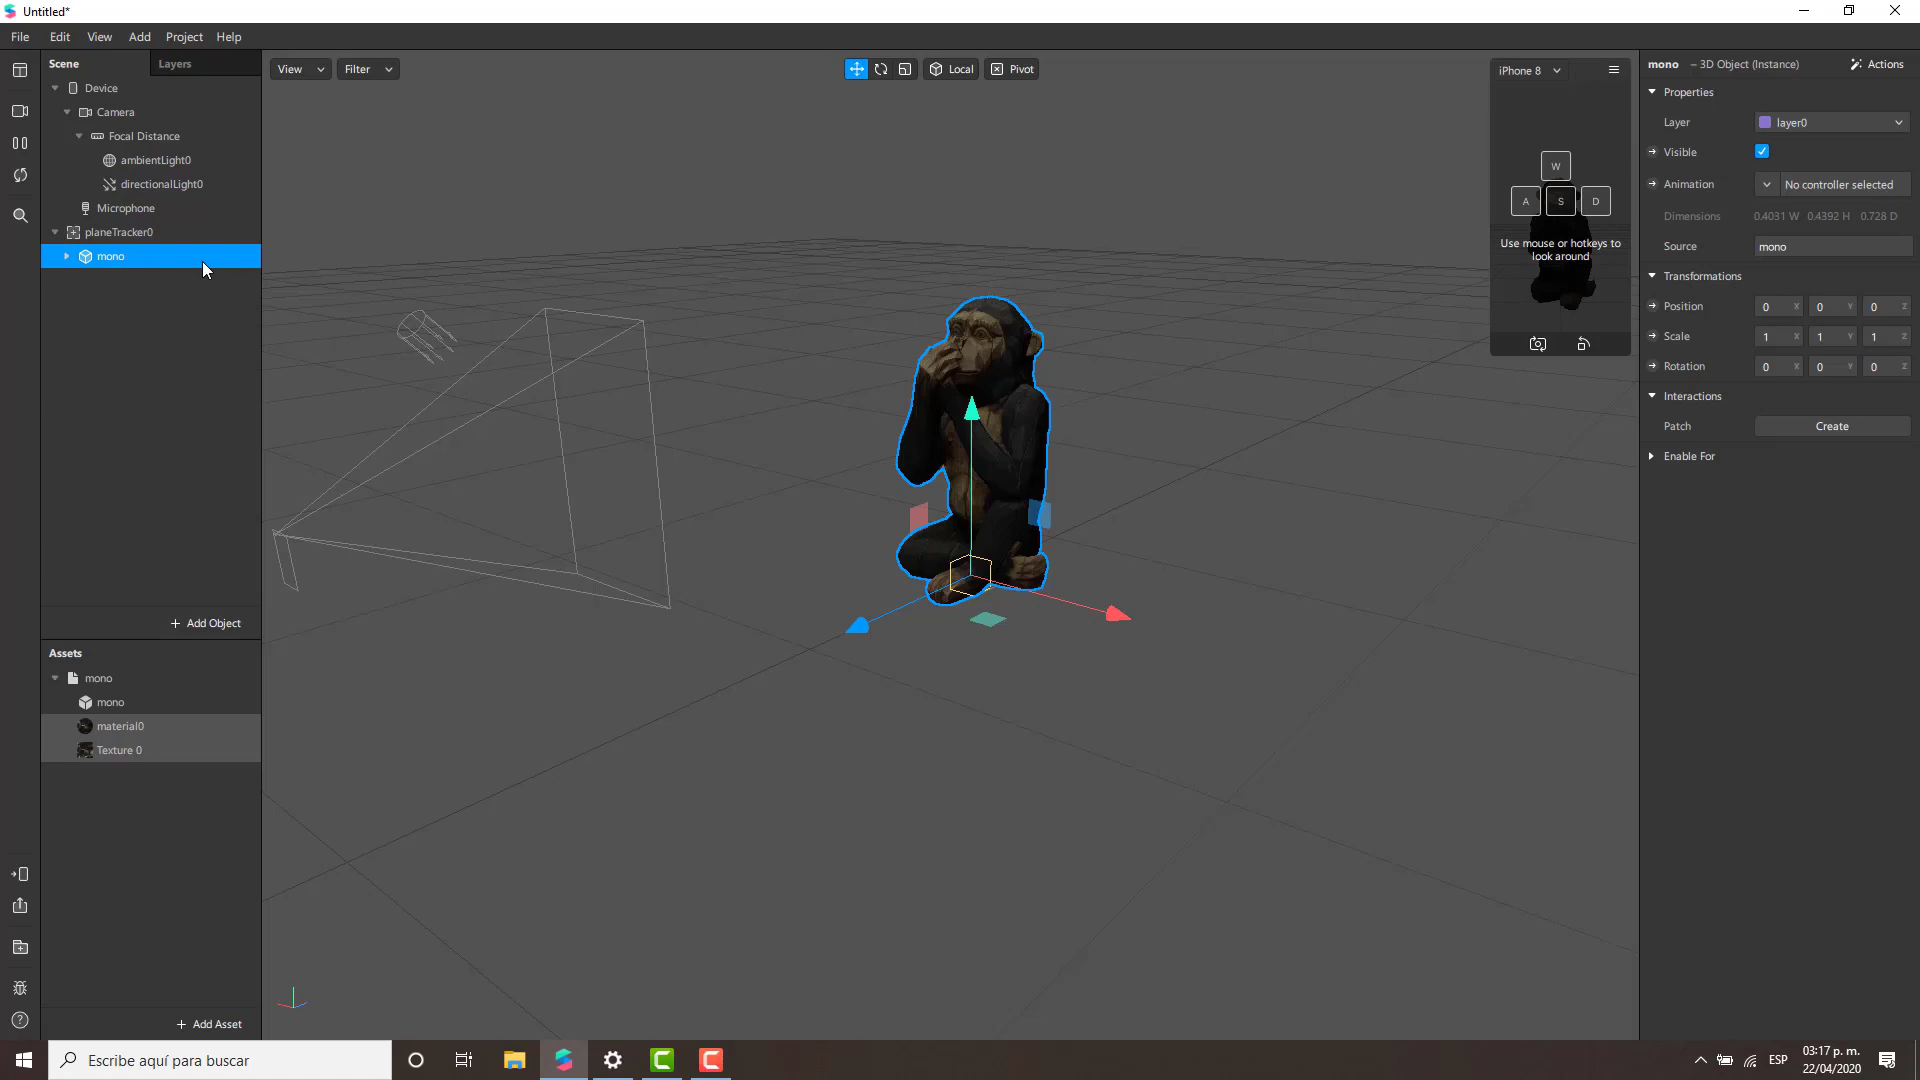 Untitled*
File Edit View Add Project Help
Scene Layers
Device
Camera
Focal Distance
ambientLight0
directionalLight0
Microphone
planeTracker0
mono
+ Add Object
Assets
mono
mono
material0
Texture 0
+ Add Asset
View Filter
Local Pivot
iPhone 8
W
A S D
Use mouse or hotkeys to
look around
mono – 3D Object (Instance) Actions
Properties
Layer layer0
Visible
Animation No controller selected
Dimensions 0.4031 W 0.4392 H 0.728 D
Source mono
Transformations
Position 0 X 0 Y 0 Z
Scale 1 X 1 Y 1 Z
Rotation 0 X 0 Y 0 Z
Interactions
Patch Create
Enable For
Escribe aquí para buscar
ESP
03:17 p. m.
22/04/2020